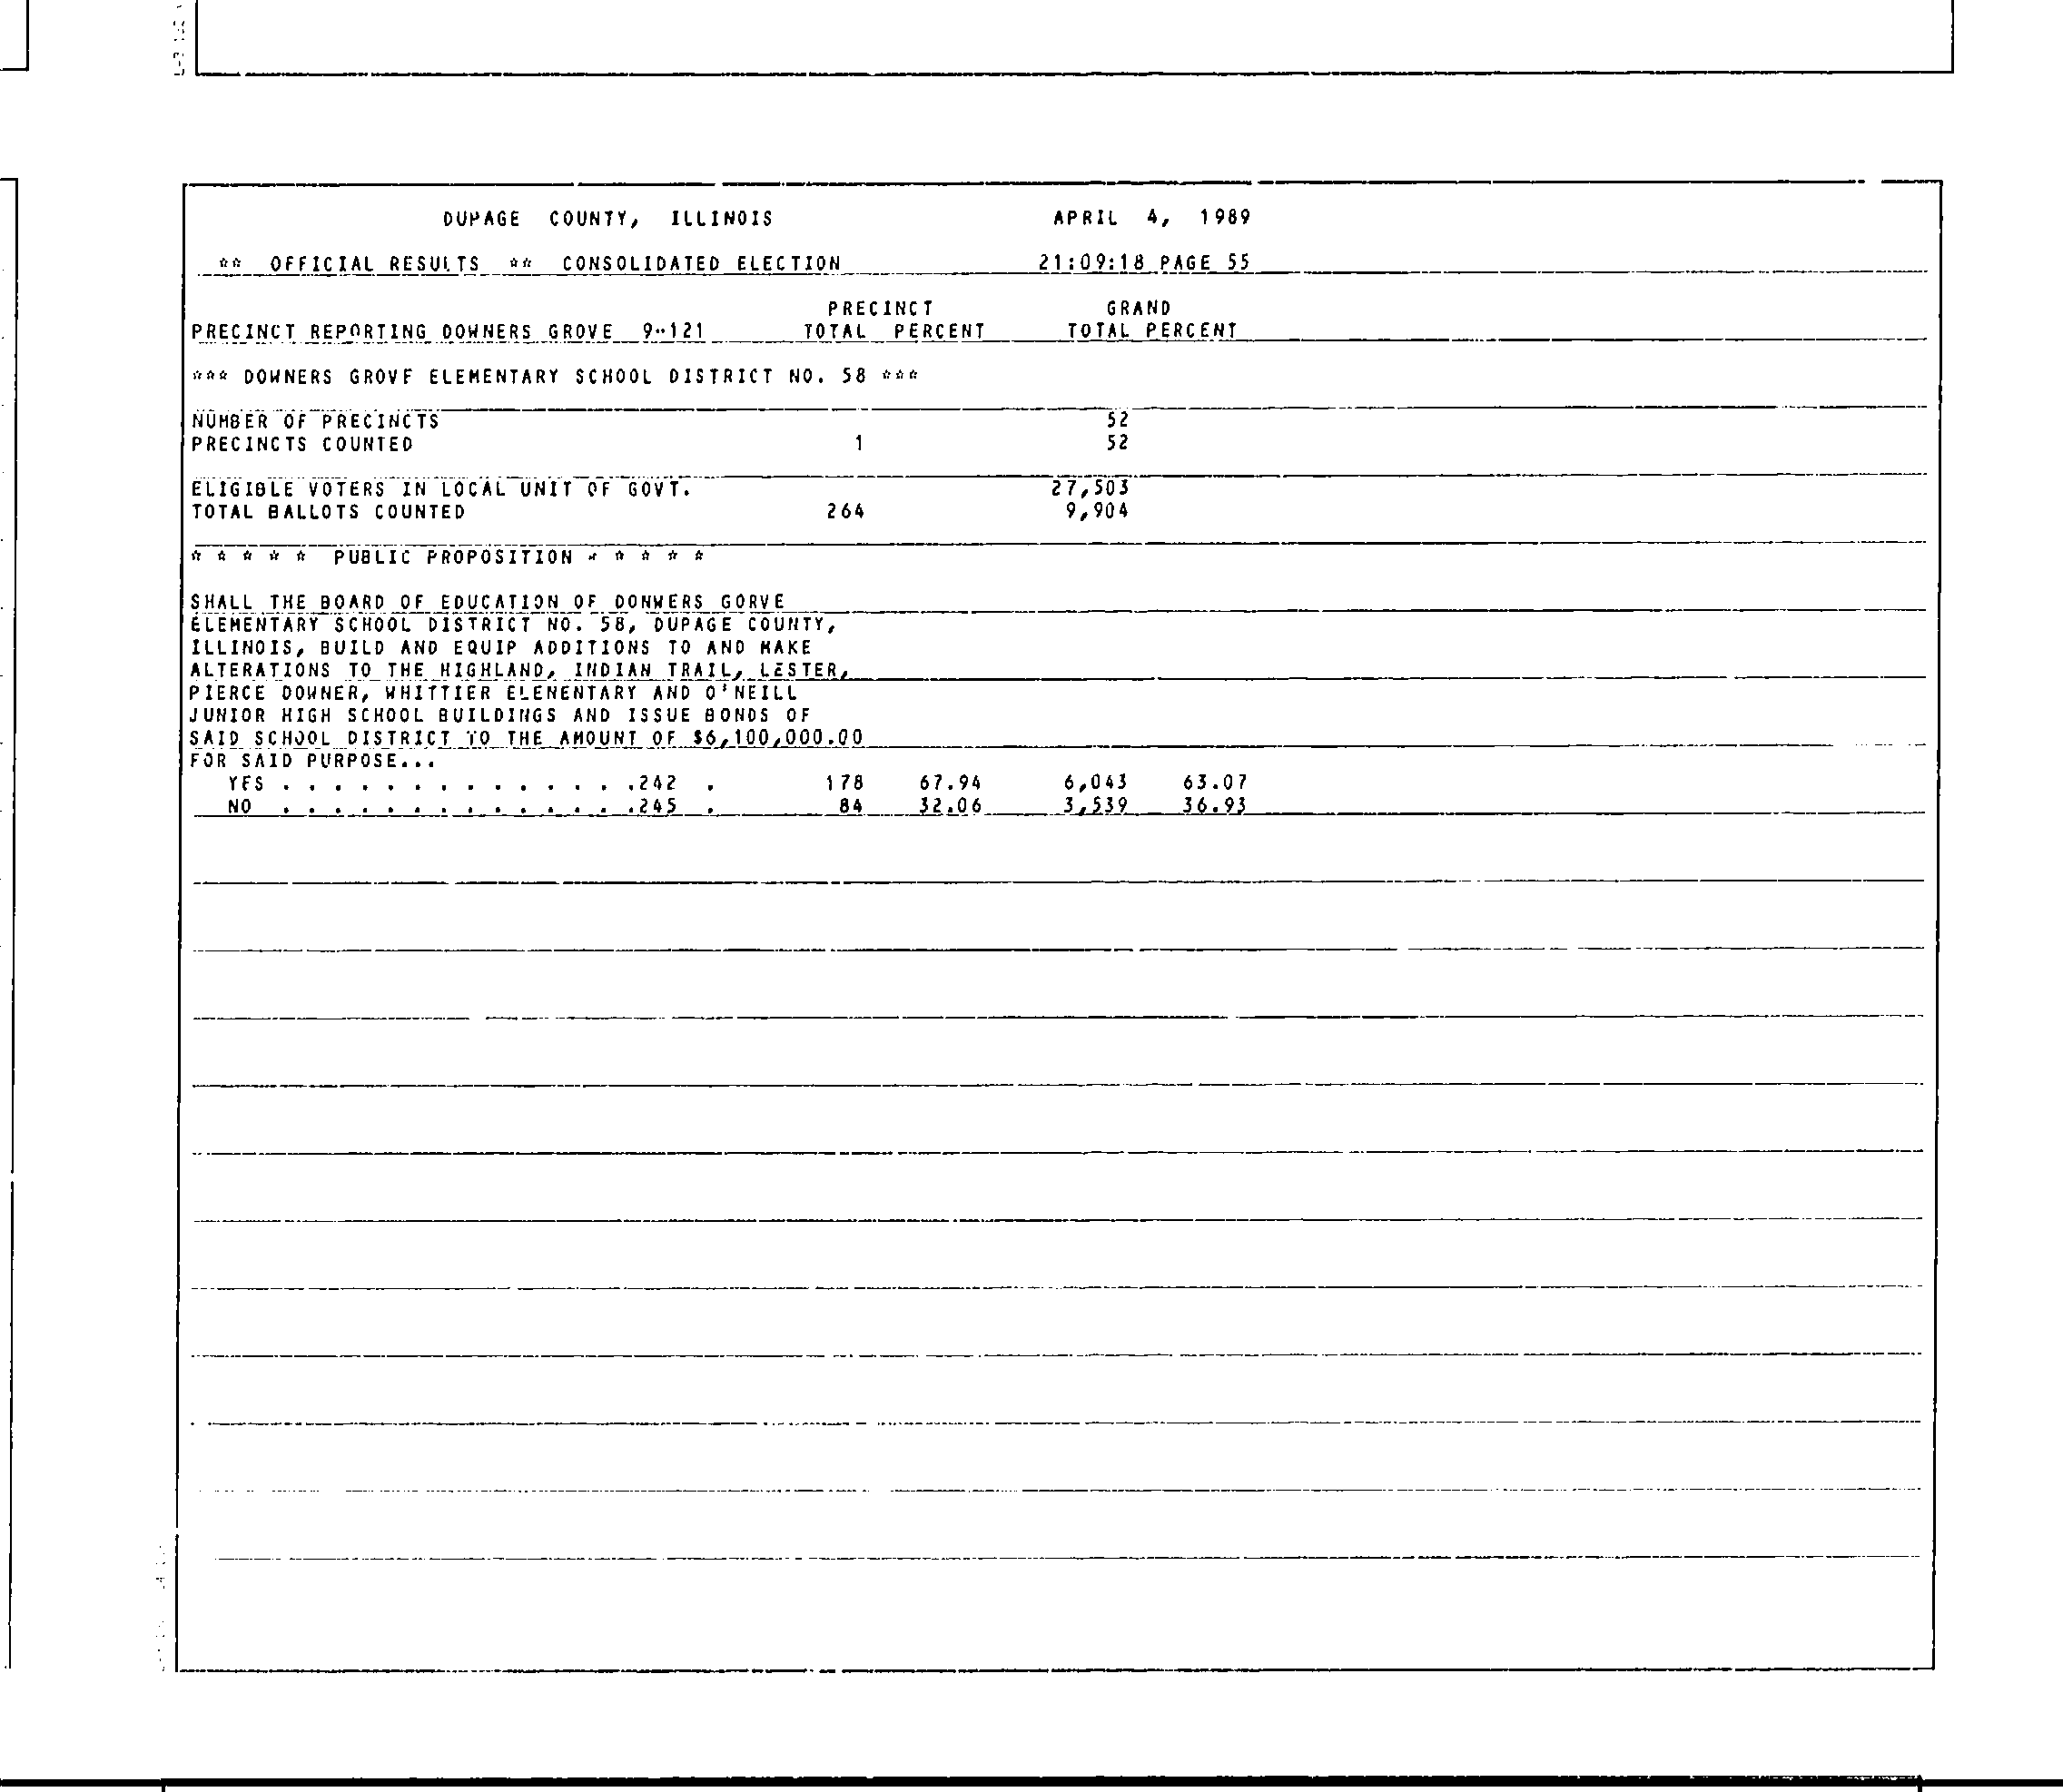 DUPAGE COUNTY, ILLINOIS APRIL 4, 1989
** OFFICIAL RESULTS ** CONSOLIDATED ELECTION 21:09:18 PAGE 55
PRECINCT GRAND
PRECINCT REPORTING DOWNERS GROVE 9-121 TOTAL PERCENT TOTAL PERCENT
*** DOWNERS GROVE ELEMENTARY SCHOOL DISTRICT NO. 58 ***
NUMBER OF PRECINCTS 52
PRECINCTS COUNTED 1 52
ELIGIBLE VOTERS IN LOCAL UNIT OF GOVT. 27,503
TOTAL BALLOTS COUNTED 264 9,904
* * * * * PUBLIC PROPOSITION * * * * *
SHALL THE BOARD OF EDUCATION OF DONWERS GORVE
ELEMENTARY SCHOOL DISTRICT NO. 58, DUPAGE COUNTY,
ILLINOIS, BUILD AND EQUIP ADDITIONS TO AND MAKE
ALTERATIONS TO THE HIGHLAND, INDIAN TRAIL, LESTER,
PIERCE DOWNER, WHITTIER ELENENTARY AND O'NEILL
JUNIOR HIGH SCHOOL BUILDINGS AND ISSUE BONDS OF
SAID SCHOOL DISTRICT TO THE AMOUNT OF $6,100,000.00
FOR SAID PURPOSE...
YES . . . . . . . . . . . . . .242 . 178 67.94 6,043 63.07
NO . . . . . . . . . . . . . .245 . 84 32.06 3,539 36.93